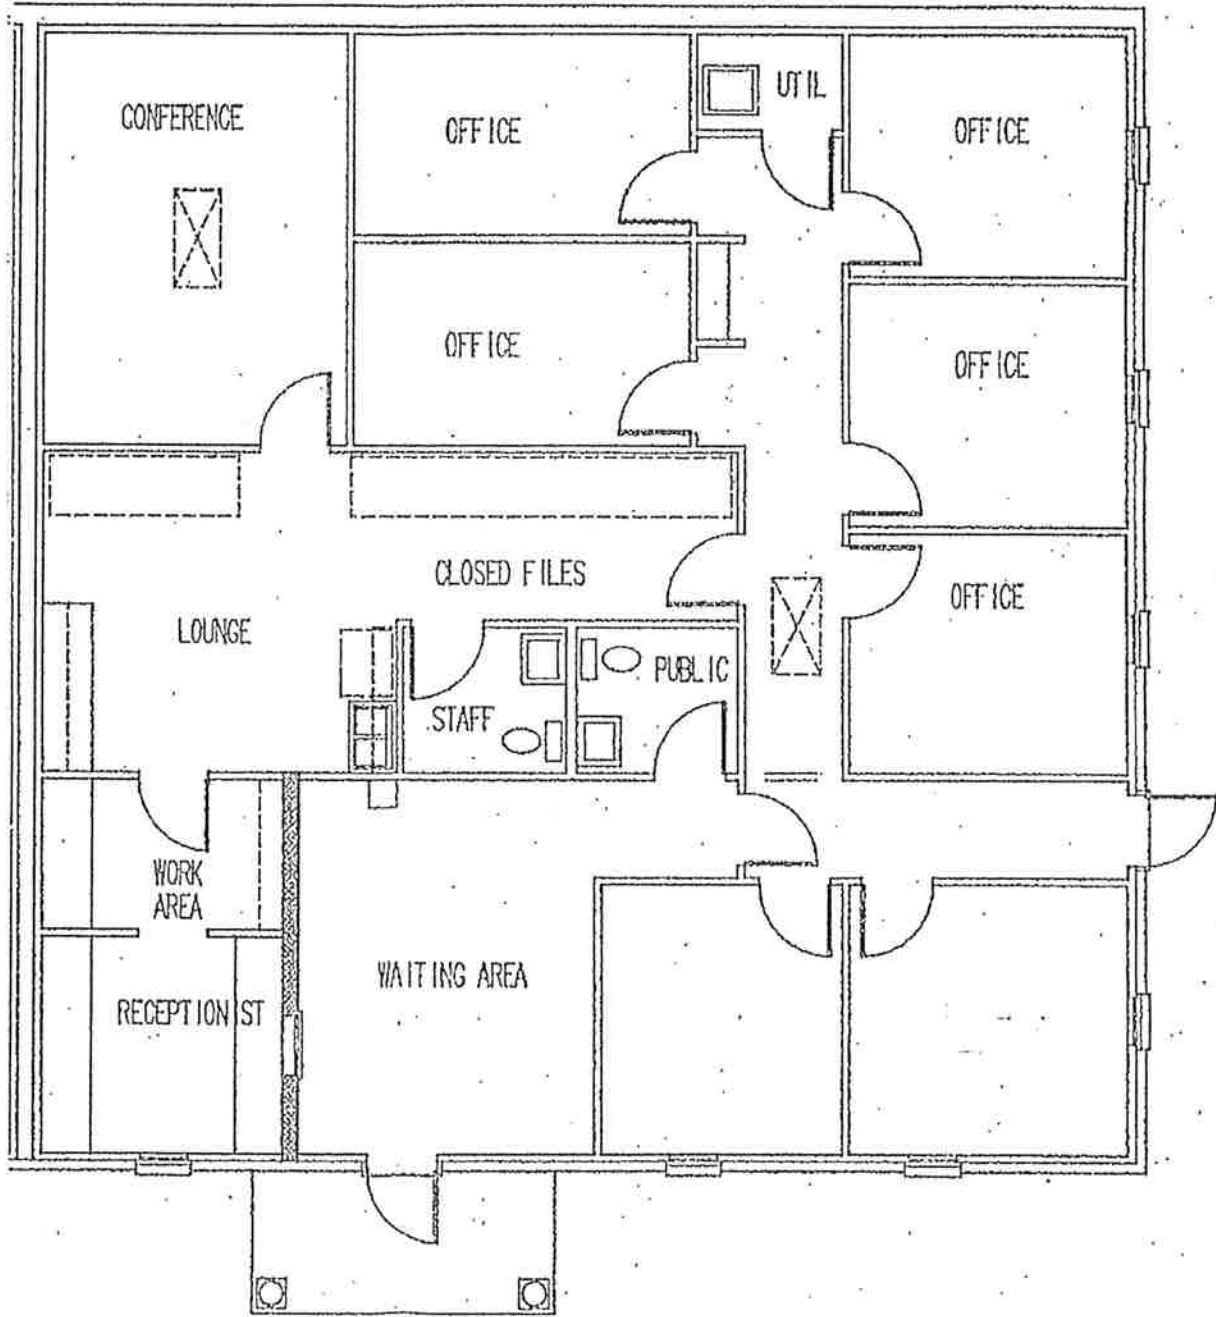 CONFERENCE
OFFICE
UTIL
OFFICE
OFFICE
OFFICE
CLOSED FILES
OFFICE
LOUNGE
STAFF
PUBLIC
WORK
AREA
WAITING AREA
RECEPTIONIST